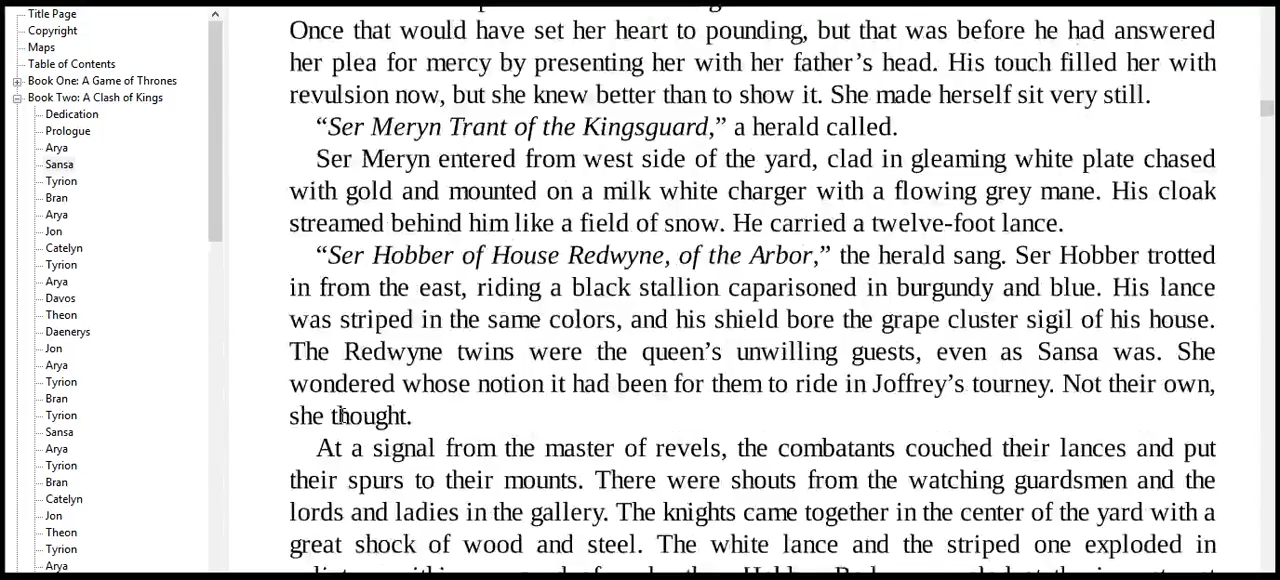 Title Page
Copyright
Maps
Table of Contents
Book One: A Game of Thrones
Book Two: A Clash of Kings
Dedication
Prologue
Arya
Sansa
Tyrion
Bran
Arya
Jon
Catelyn
Tyrion
Arya
Davos
Theon
Daenerys
Jon
Arya
Tyrion
Bran
Tyrion
Sansa
Arya
Tyrion
Bran
Catelyn
Jon
Theon
Tyrion
Arya
Once that would have set her heart to pounding, but that was before he had answered
her plea for mercy by presenting her with her father’s head. His touch filled her with
revulsion now, but she knew better than to show it. She made herself sit very still.
“Ser Meryn Trant of the Kingsguard,” a herald called.
Ser Meryn entered from west side of the yard, clad in gleaming white plate chased
with gold and mounted on a milk white charger with a flowing grey mane. His cloak
streamed behind him like a field of snow. He carried a twelve-foot lance.
“Ser Hobber of House Redwyne, of the Arbor,” the herald sang. Ser Hobber trotted
in from the east, riding a black stallion caparisoned in burgundy and blue. His lance
was striped in the same colors, and his shield bore the grape cluster sigil of his house.
The Redwyne twins were the queen’s unwilling guests, even as Sansa was. She
wondered whose notion it had been for them to ride in Joffrey’s tourney. Not their own,
she thought.
At a signal from the master of revels, the combatants couched their lances and put
their spurs to their mounts. There were shouts from the watching guardsmen and the
lords and ladies in the gallery. The knights came together in the center of the yard with a
great shock of wood and steel. The white lance and the striped one exploded in